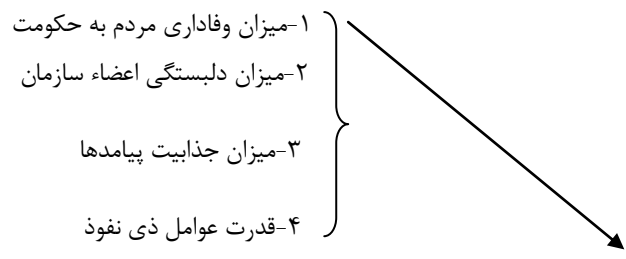 ۱-میزان وفاداری مردم به حکومت
۲-میزان دلبستگی اعضاء سازمان
۳-میزان جذابیت پیامدها
۴-قدرت عوامل ذی نفوذ